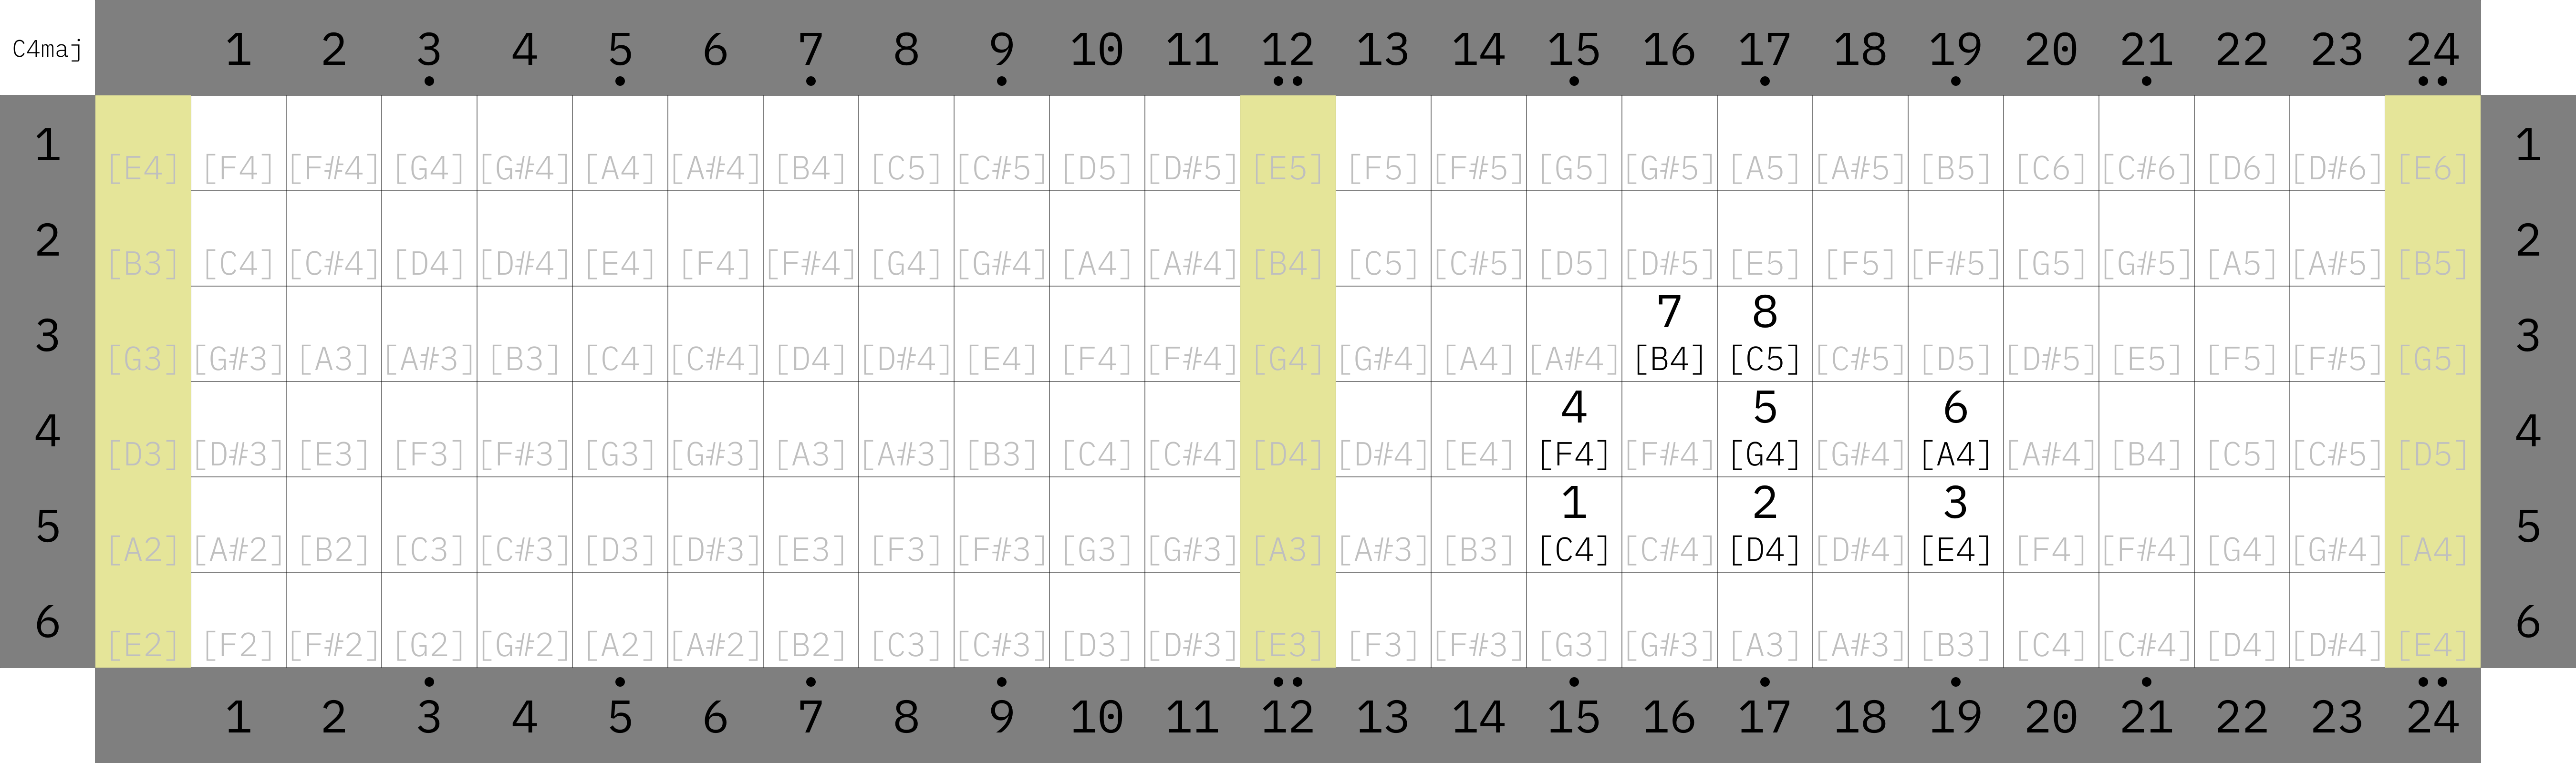 C4maj 1 2 3 4 5 6 7 8 9 10 11 12 13 14 15 16 17 18 19 20 21 22 23 24
1 [E4] [F4] [F#4] [G4] [G#4] [A4] [A#4] [B4] [C5] [C#5] [D5] [D#5] [E5] [F5] [F#5] [G5] [G#5] [A5] [A#5] [B5] [C6] [C#6] [D6] [D#6] [E6] 1
2 [B3] [C4] [C#4] [D4] [D#4] [E4] [F4] [F#4] [G4] [G#4] [A4] [A#4] [B4] [C5] [C#5] [D5] [D#5] [E5] [F5] [F#5] [G5] [G#5] [A5] [A#5] [B5] 2
7 8
3 [G3] [G#3] [A3] [A#3] [B3] [C4] [C#4] [D4] [D#4] [E4] [F4] [F#4] [G4] [G#4] [A4] [A#4] [B4] [C5] [C#5] [D5] [D#5] [E5] [F5] [F#5] [G5] 3
4 5 6
4 [D3] [D#3] [E3] [F3] [F#3] [G3] [G#3] [A3] [A#3] [B3] [C4] [C#4] [D4] [D#4] [E4] [F4] [F#4] [G4] [G#4] [A4] [A#4] [B4] [C5] [C#5] [D5] 4
1 2 3
5 [A2] [A#2] [B2] [C3] [C#3] [D3] [D#3] [E3] [F3] [F#3] [G3] [G#3] [A3] [A#3] [B3] [C4] [C#4] [D4] [D#4] [E4] [F4] [F#4] [G4] [G#4] [A4] 5
6 [E2] [F2] [F#2] [G2] [G#2] [A2] [A#2] [B2] [C3] [C#3] [D3] [D#3] [E3] [F3] [F#3] [G3] [G#3] [A3] [A#3] [B3] [C4] [C#4] [D4] [D#4] [E4] 6
1 2 3 4 5 6 7 8 9 10 11 12 13 14 15 16 17 18 19 20 21 22 23 24